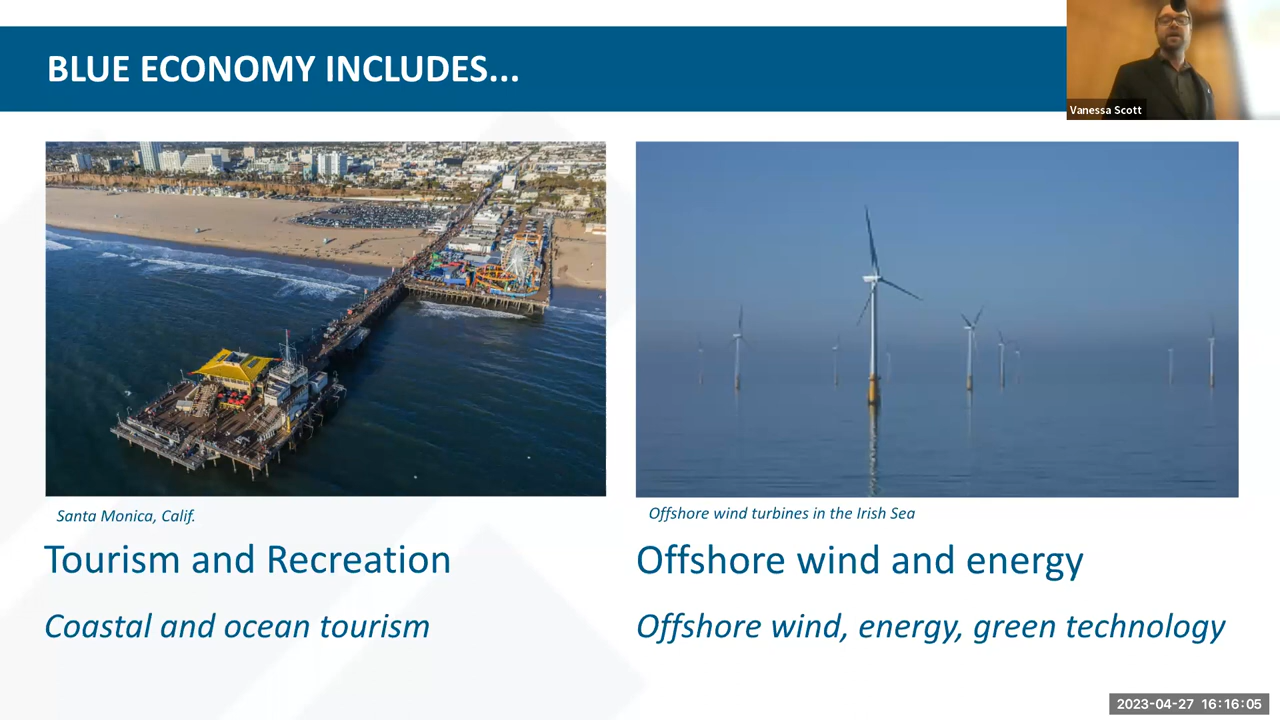 BLUE ECONOMY INCLUDES...
Vanessa Scott
Santa Monica, Calif.
Tourism and Recreation
Coastal and ocean tourism
Offshore wind turbines in the Irish Sea
Offshore wind and energy
Offshore wind, energy, green technology
2023-04-27 16:16:05